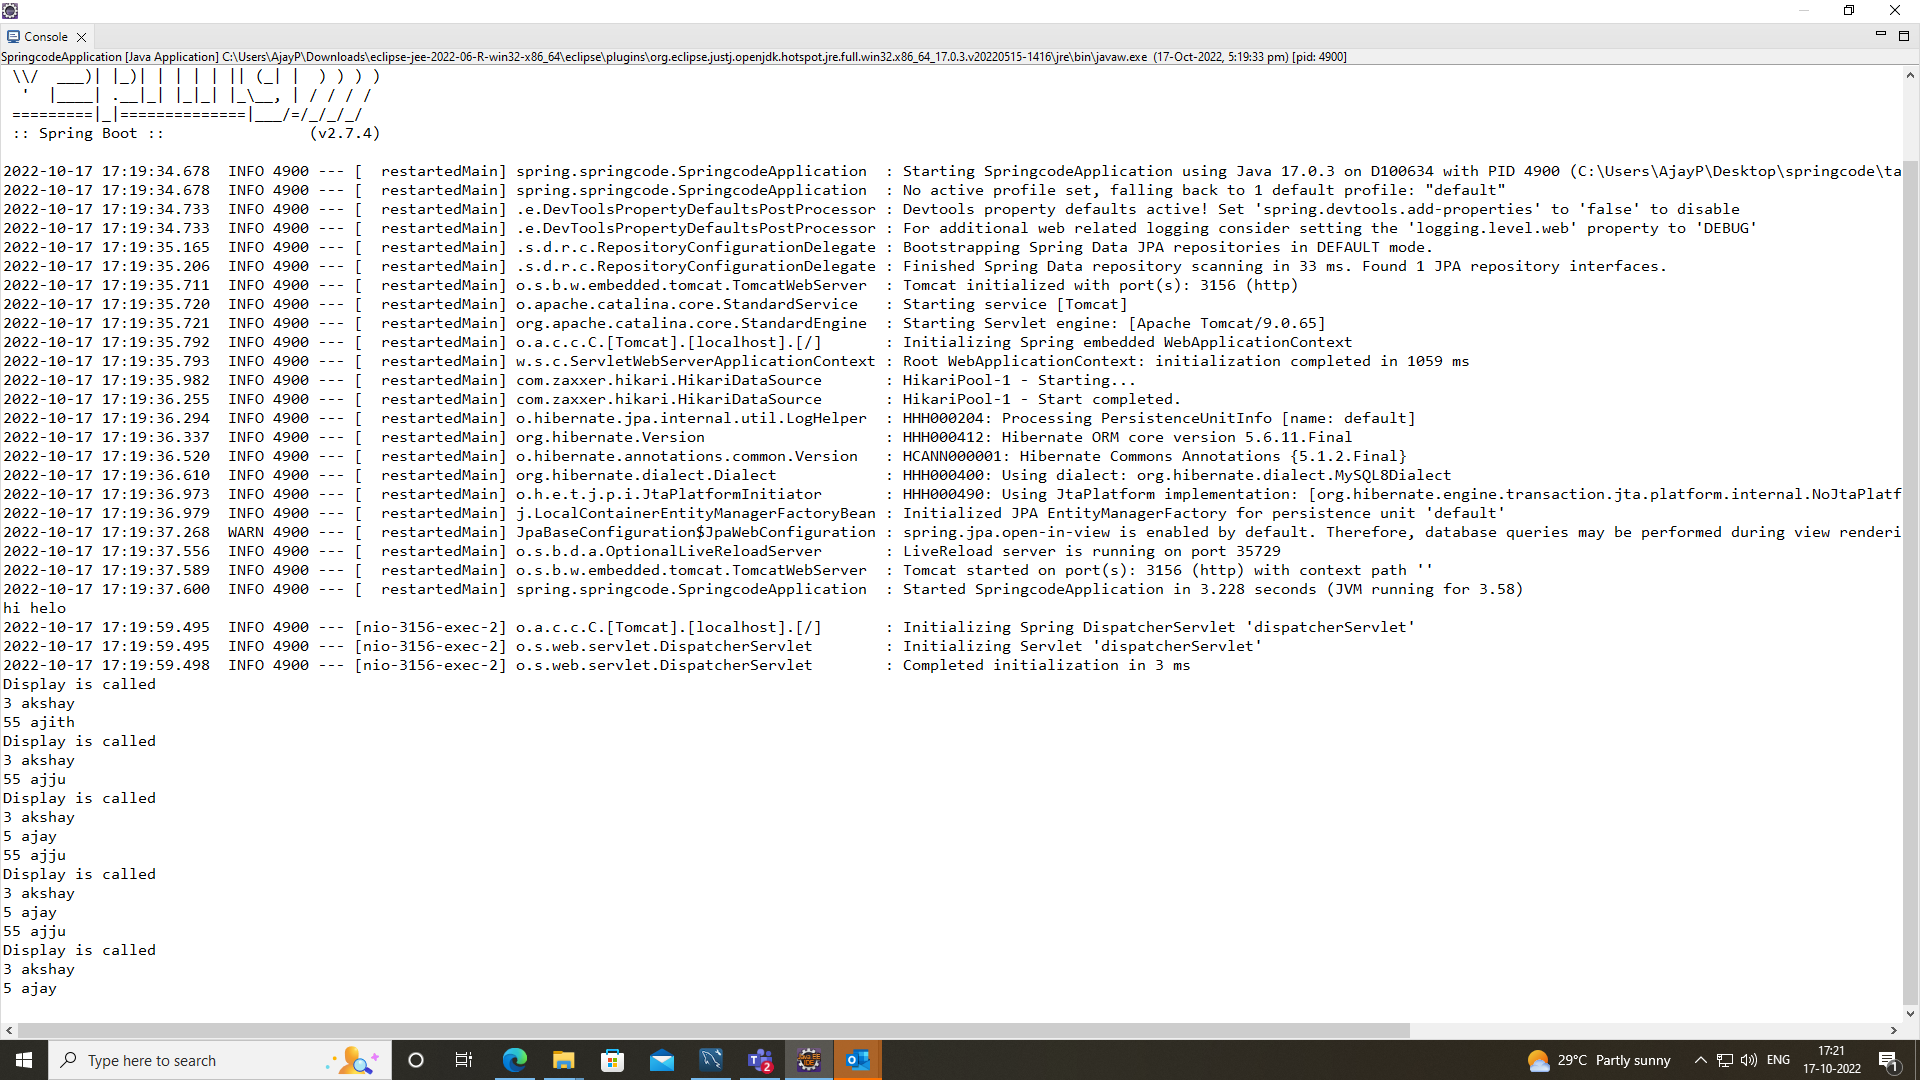 Console
SpringcodeApplication [Java Application] C:\Users\AjayP\Downloads\eclipse-jee-2022-06-R-win32-x86_64\eclipse\plugins\org.eclipse.justj.openjdk.hotspot.jre.full.win32.x86_64_17.0.3.v20220515-1416\jre\bin\javaw.exe (17-Oct-2022, 5:19:33 pm) [pid: 4900]
 \\/  ___)| |_)| | | | | || (_| |  ) ) ) )
  '  |____| .__|_| |_|_| |_\__, | / / / /
 =========|_|==============|___/=/_/_/_/
 :: Spring Boot ::                (v2.7.4)
2022-10-17 17:19:34.678  INFO 4900 --- [  restartedMain] spring.springcode.SpringcodeApplication  : Starting SpringcodeApplication using Java 17.0.3 on D100634 with PID 4900 (C:\Users\AjayP\Desktop\springcode\ta
2022-10-17 17:19:34.678  INFO 4900 --- [  restartedMain] spring.springcode.SpringcodeApplication  : No active profile set, falling back to 1 default profile: "default"
2022-10-17 17:19:34.733  INFO 4900 --- [  restartedMain] .e.DevToolsPropertyDefaultsPostProcessor : Devtools property defaults active! Set 'spring.devtools.add-properties' to 'false' to disable
2022-10-17 17:19:34.733  INFO 4900 --- [  restartedMain] .e.DevToolsPropertyDefaultsPostProcessor : For additional web related logging consider setting the 'logging.level.web' property to 'DEBUG'
2022-10-17 17:19:35.165  INFO 4900 --- [  restartedMain] .s.d.r.c.RepositoryConfigurationDelegate : Bootstrapping Spring Data JPA repositories in DEFAULT mode.
2022-10-17 17:19:35.206  INFO 4900 --- [  restartedMain] .s.d.r.c.RepositoryConfigurationDelegate : Finished Spring Data repository scanning in 33 ms. Found 1 JPA repository interfaces.
2022-10-17 17:19:35.711  INFO 4900 --- [  restartedMain] o.s.b.w.embedded.tomcat.TomcatWebServer  : Tomcat initialized with port(s): 3156 (http)
2022-10-17 17:19:35.720  INFO 4900 --- [  restartedMain] o.apache.catalina.core.StandardService   : Starting service [Tomcat]
2022-10-17 17:19:35.721  INFO 4900 --- [  restartedMain] org.apache.catalina.core.StandardEngine  : Starting Servlet engine: [Apache Tomcat/9.0.65]
2022-10-17 17:19:35.792  INFO 4900 --- [  restartedMain] o.a.c.c.C.[Tomcat].[localhost].[/]       : Initializing Spring embedded WebApplicationContext
2022-10-17 17:19:35.793  INFO 4900 --- [  restartedMain] w.s.c.ServletWebServerApplicationContext : Root WebApplicationContext: initialization completed in 1059 ms
2022-10-17 17:19:35.982  INFO 4900 --- [  restartedMain] com.zaxxer.hikari.HikariDataSource       : HikariPool-1 - Starting...
2022-10-17 17:19:36.255  INFO 4900 --- [  restartedMain] com.zaxxer.hikari.HikariDataSource       : HikariPool-1 - Start completed.
2022-10-17 17:19:36.294  INFO 4900 --- [  restartedMain] o.hibernate.jpa.internal.util.LogHelper  : HHH000204: Processing PersistenceUnitInfo [name: default]
2022-10-17 17:19:36.337  INFO 4900 --- [  restartedMain] org.hibernate.Version                    : HHH000412: Hibernate ORM core version 5.6.11.Final
2022-10-17 17:19:36.520  INFO 4900 --- [  restartedMain] o.hibernate.annotations.common.Version   : HCANN000001: Hibernate Commons Annotations {5.1.2.Final}
2022-10-17 17:19:36.610  INFO 4900 --- [  restartedMain] org.hibernate.dialect.Dialect            : HHH000400: Using dialect: org.hibernate.dialect.MySQL8Dialect
2022-10-17 17:19:36.973  INFO 4900 --- [  restartedMain] o.h.e.t.j.p.i.JtaPlatformInitiator       : HHH000490: Using JtaPlatform implementation: [org.hibernate.engine.transaction.jta.platform.internal.NoJtaPlatf
2022-10-17 17:19:36.979  INFO 4900 --- [  restartedMain] j.LocalContainerEntityManagerFactoryBean : Initialized JPA EntityManagerFactory for persistence unit 'default'
2022-10-17 17:19:37.268  WARN 4900 --- [  restartedMain] JpaBaseConfiguration$JpaWebConfiguration : spring.jpa.open-in-view is enabled by default. Therefore, database queries may be performed during view renderi
2022-10-17 17:19:37.556  INFO 4900 --- [  restartedMain] o.s.b.d.a.OptionalLiveReloadServer       : LiveReload server is running on port 35729
2022-10-17 17:19:37.589  INFO 4900 --- [  restartedMain] o.s.b.w.embedded.tomcat.TomcatWebServer  : Tomcat started on port(s): 3156 (http) with context path ''
2022-10-17 17:19:37.600  INFO 4900 --- [  restartedMain] spring.springcode.SpringcodeApplication  : Started SpringcodeApplication in 3.228 seconds (JVM running for 3.58)
hi helo
2022-10-17 17:19:59.495  INFO 4900 --- [nio-3156-exec-2] o.a.c.c.C.[Tomcat].[localhost].[/]       : Initializing Spring DispatcherServlet 'dispatcherServlet'
2022-10-17 17:19:59.495  INFO 4900 --- [nio-3156-exec-2] o.s.web.servlet.DispatcherServlet        : Initializing Servlet 'dispatcherServlet'
2022-10-17 17:19:59.498  INFO 4900 --- [nio-3156-exec-2] o.s.web.servlet.DispatcherServlet        : Completed initialization in 3 ms
Display is called
3 akshay
55 ajith
Display is called
3 akshay
55 ajju
Display is called
3 akshay
5 ajay
55 ajju
Display is called
3 akshay
5 ajay
55 ajju
Display is called
3 akshay
5 ajay
Type here to search
29°C Partly sunny
ENG
17:21
17-10-2022